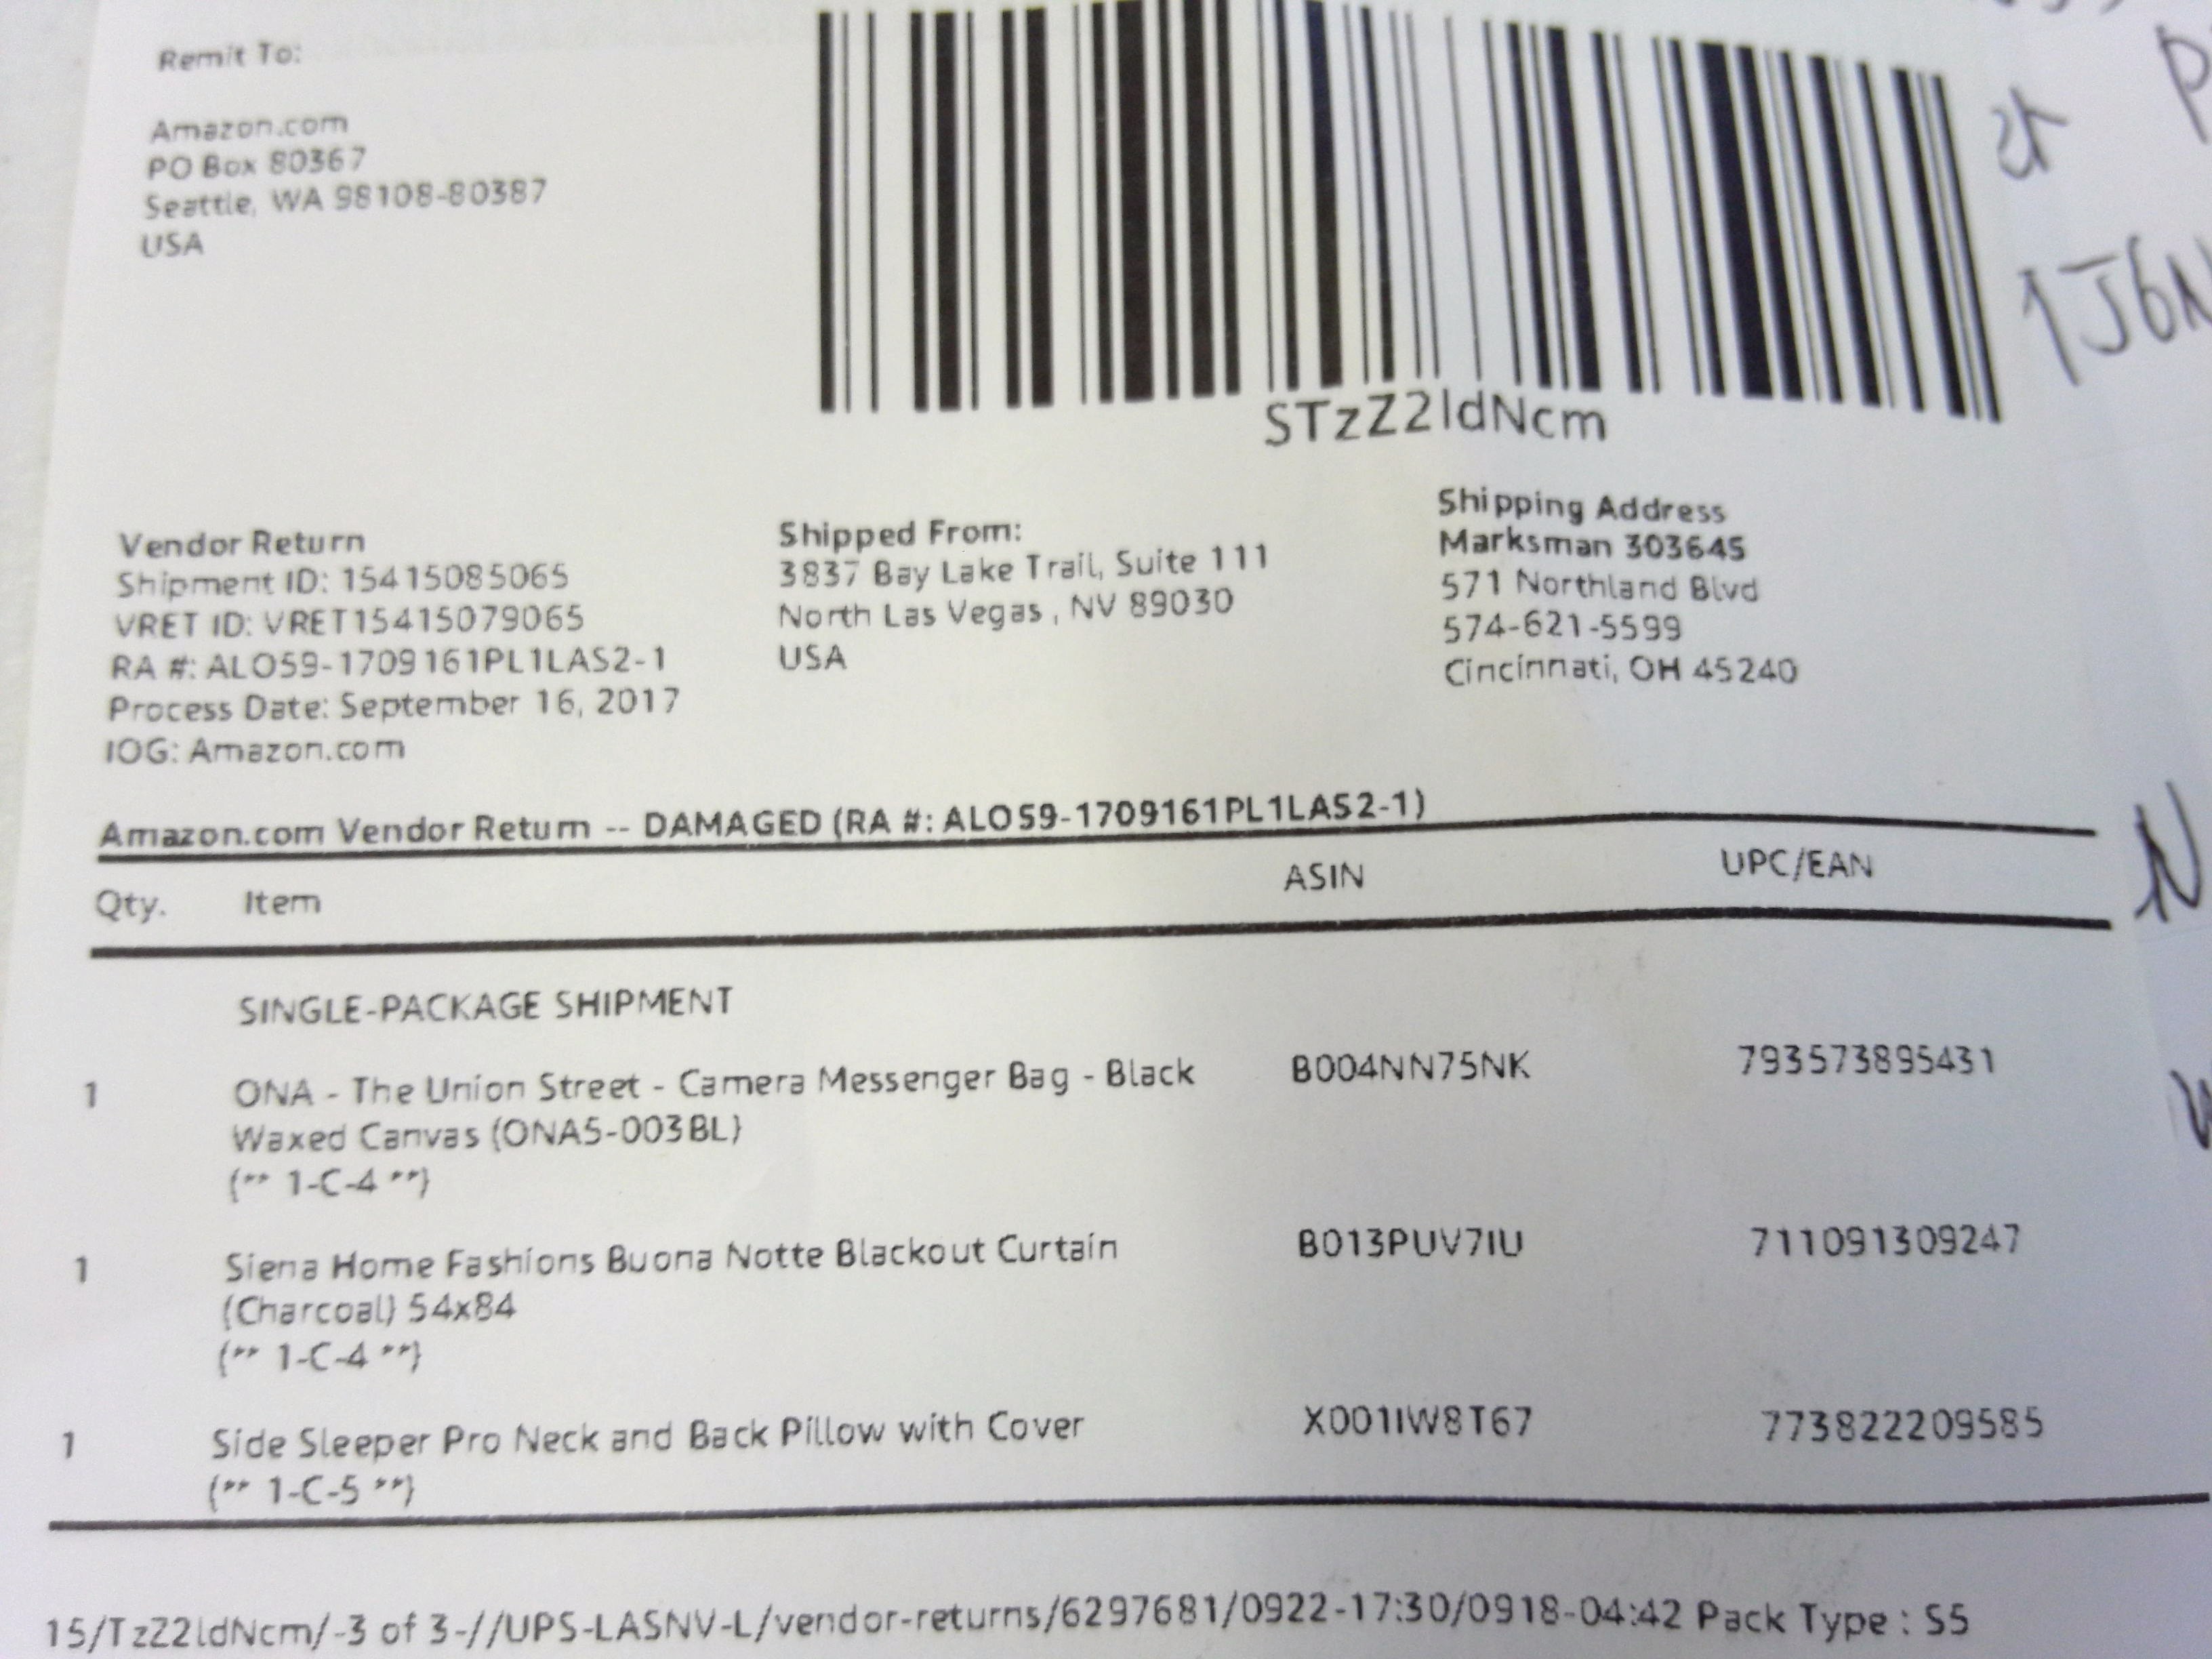 Remit To:
Amazon.com
PO Box 80367
Seattle, WA 98108-80387
USA
STzZ2ldNcm
Vendor Return
Shipment ID: 15415085065
VRET ID: VRET15415079065
RA #: ALO59-1709161PL1LAS2-1
Process Date: September 16, 2017
IOG: Amazon.com
Shipped From:
3837 Bay Lake Trail, Suite 111
North Las Vegas , NV 89030
USA
Shipping Address
Marksman 303645
571 Northland Blvd
574-621-5599
Cincinnati, OH 45240
Amazon.com Vendor Return -- DAMAGED (RA #: ALO59-1709161PL1LAS2-1)
Qty. Item ASIN UPC/EAN
SINGLE-PACKAGE SHIPMENT
1 ONA - The Union Street - Camera Messenger Bag - Black B004NN75NK 793573895431
Waxed Canvas (ONA5-003BL)
(** 1-C-4 **)
1 Siena Home Fashions Buona Notte Blackout Curtain B013PUV7IU 711091309247
(Charcoal) 54x84
(** 1-C-4 **)
1 Side Sleeper Pro Neck and Back Pillow with Cover X001IW8T67 773822209585
(** 1-C-5 **)
15/TzZ2ldNcm/-3 of 3-//UPS-LASNV-L/vendor-returns/6297681/0922-17:30/0918-04:42 Pack Type : S5